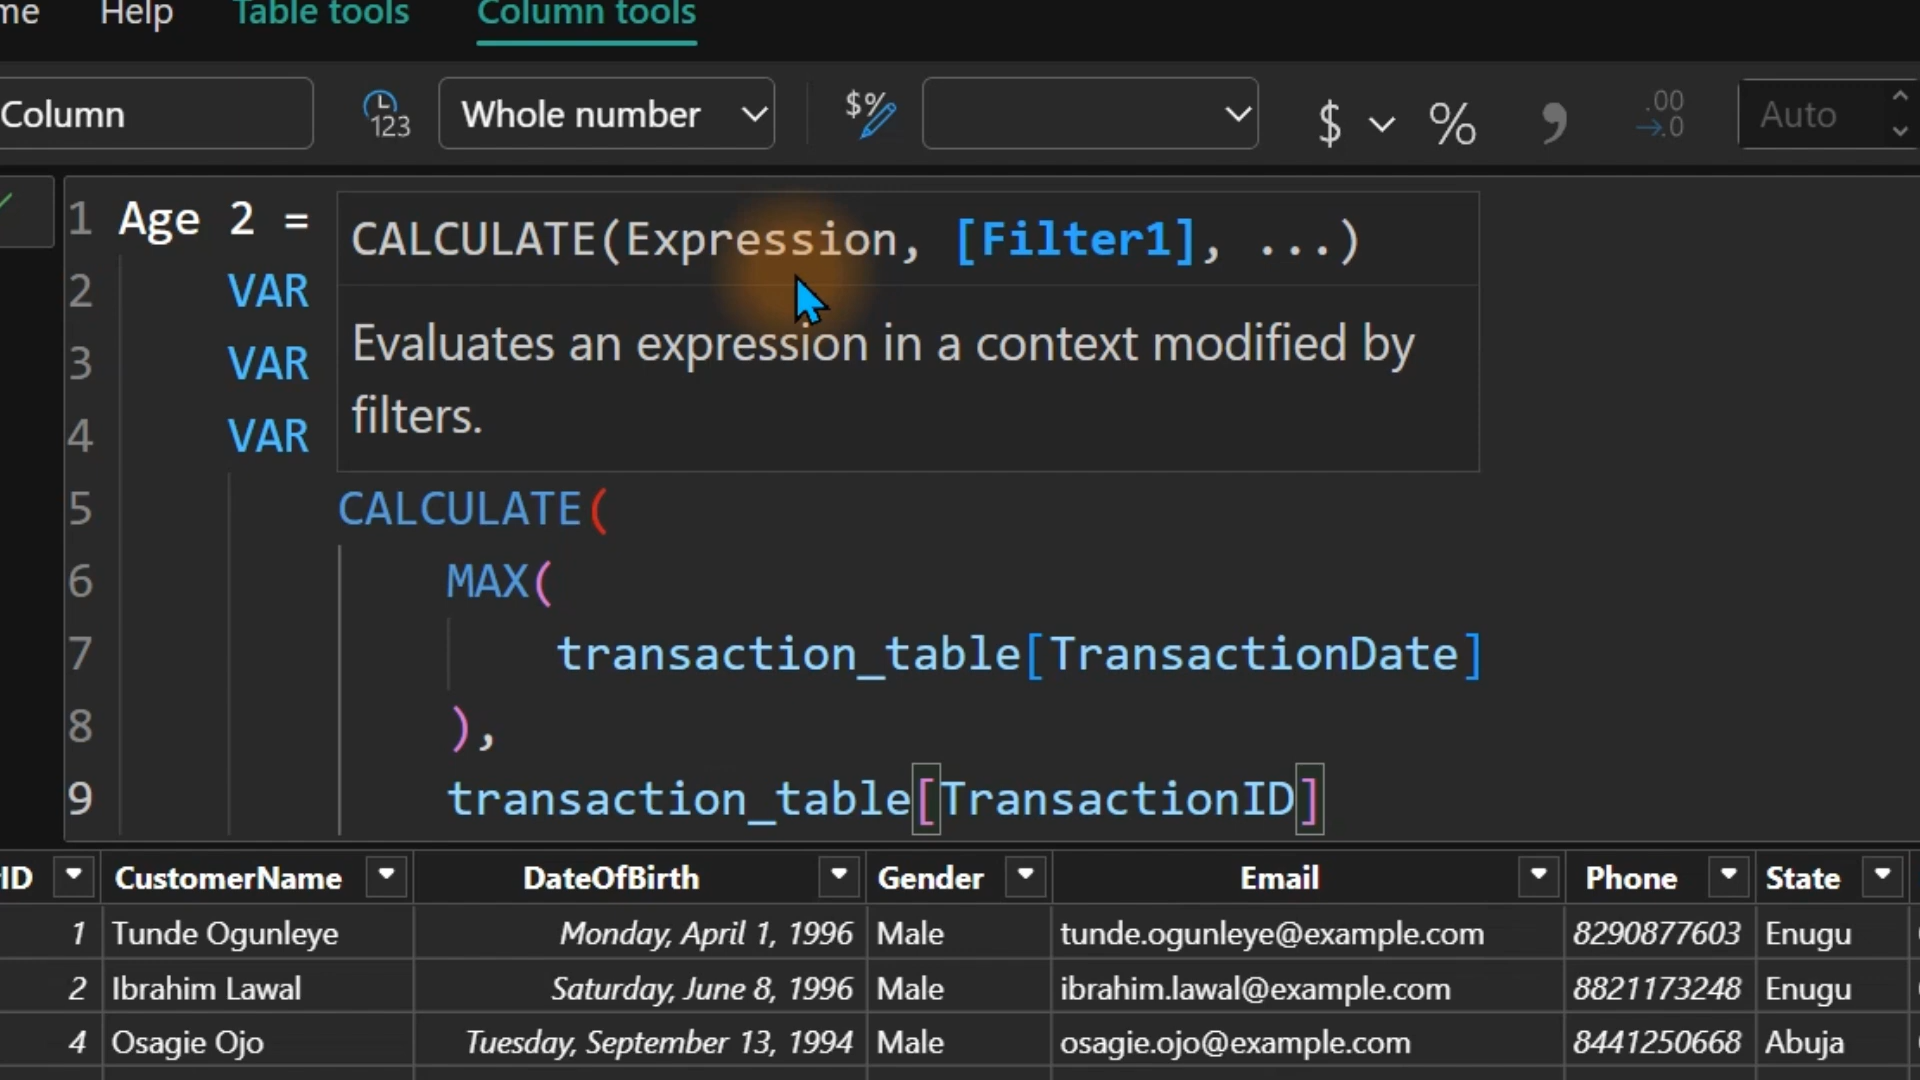 me Help Table tools Column tools
Column 123 Whole number $% $ % , .00 →.0 Auto
1 Age 2 =
CALCULATE(Expression, [Filter1], ...)
2 VAR
3 VAR
Evaluates an expression in a context modified by
filters.
4 VAR
5 CALCULATE(
6 MAX(
7 transaction_table[TransactionDate]
8 ),
9 transaction_table[TransactionID]
ID CustomerName DateOfBirth Gender Email Phone State
1 Tunde Ogunleye Monday, April 1, 1996 Male tunde.ogunleye@example.com 8290877603 Enugu
2 Ibrahim Lawal Saturday, June 8, 1996 Male ibrahim.lawal@example.com 8821173248 Enugu
4 Osagie Ojo Tuesday, September 13, 1994 Male osagie.ojo@example.com 8441250668 Abuja